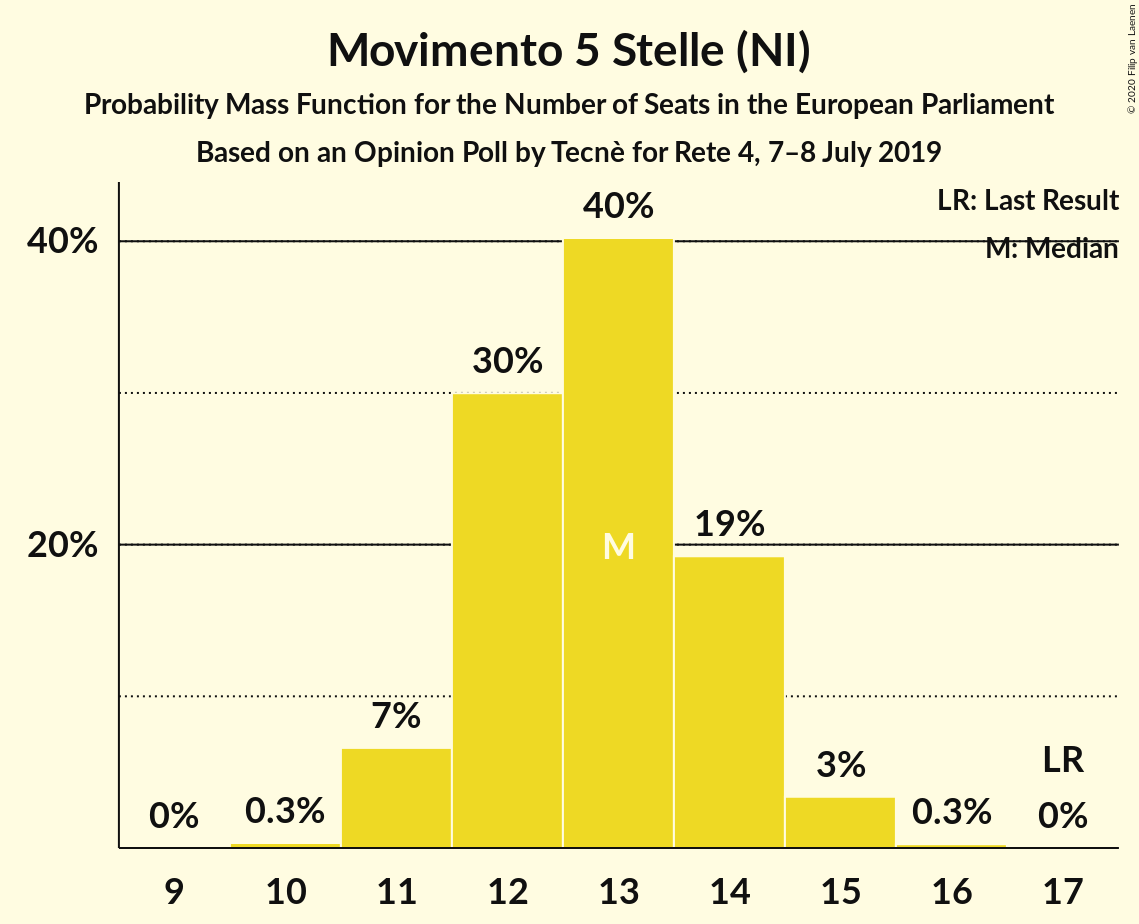 Movimento 5 Stelle (NI)
Probability Mass Function for the Number of Seats in the European Parliament
Based on an Opinion Poll by Tecnè for Rete 4, 7–8 July 2019
© 2020 Filip van Laenen
LR: Last Result
M: Median
40%
20%
0%
0.3%
7%
30%
40%
M
19%
3%
0.3%
LR
0%
9 10 11 12 13 14 15 16 17